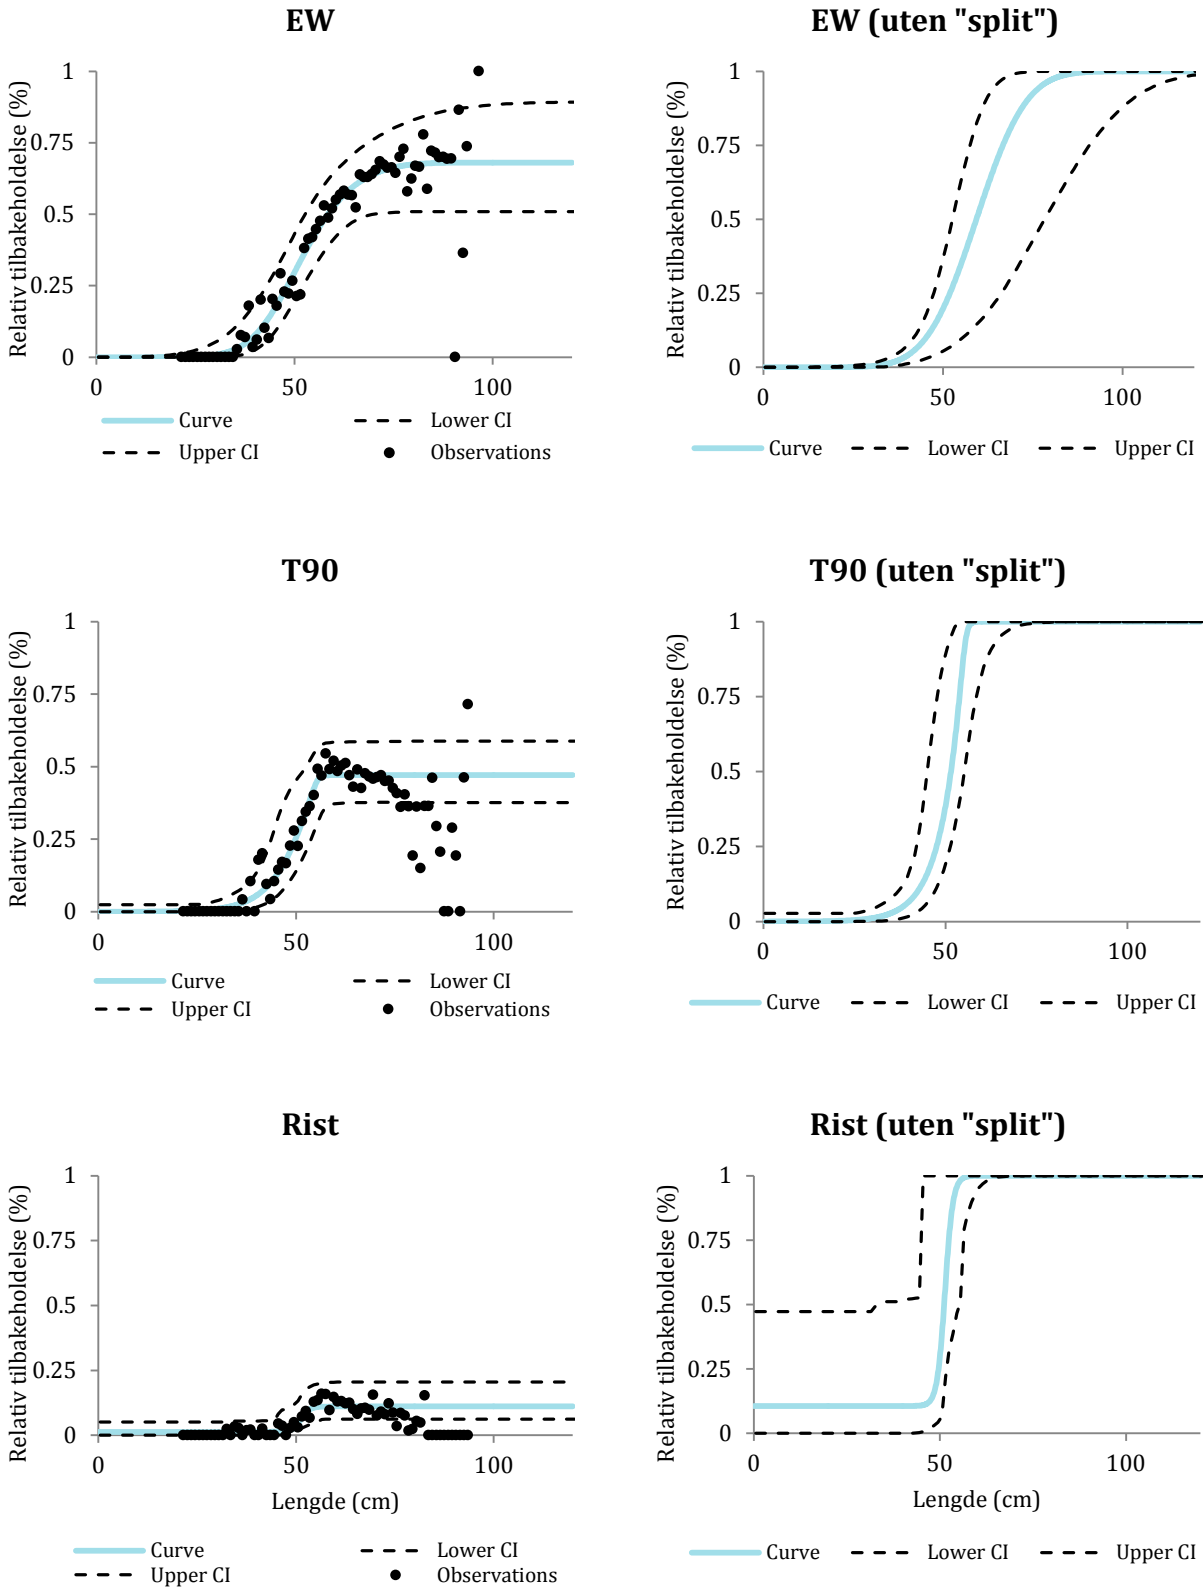 EW
Relativ tilbakeholdelse (%)
1
0.75
0.5
0.25
0
0 50 100
Curve Lower CI
Upper CI Observations
EW (uten "split")
Relativ tilbakeholdelse (%)
1
0.75
0.5
0.25
0
0 50 100
Curve Lower CI Upper CI
T90
Relativ tilbakeholdelse (%)
1
0.75
0.5
0.25
0
0 50 100
Curve Lower CI
Upper CI Observations
T90 (uten "split")
Relativ tilbakeholdelse (%)
1
0.75
0.5
0.25
0
0 50 100
Curve Lower CI Upper CI
Rist
Relativ tilbakeholdelse (%)
1
0.75
0.5
0.25
0
0 50 100
Lengde (cm)
Curve Lower CI
Upper CI Observations
Rist (uten "split")
Relativ tilbakeholdelse (%)
1
0.75
0.5
0.25
0
0 50 100
Lengde (cm)
Curve Lower CI Upper CI